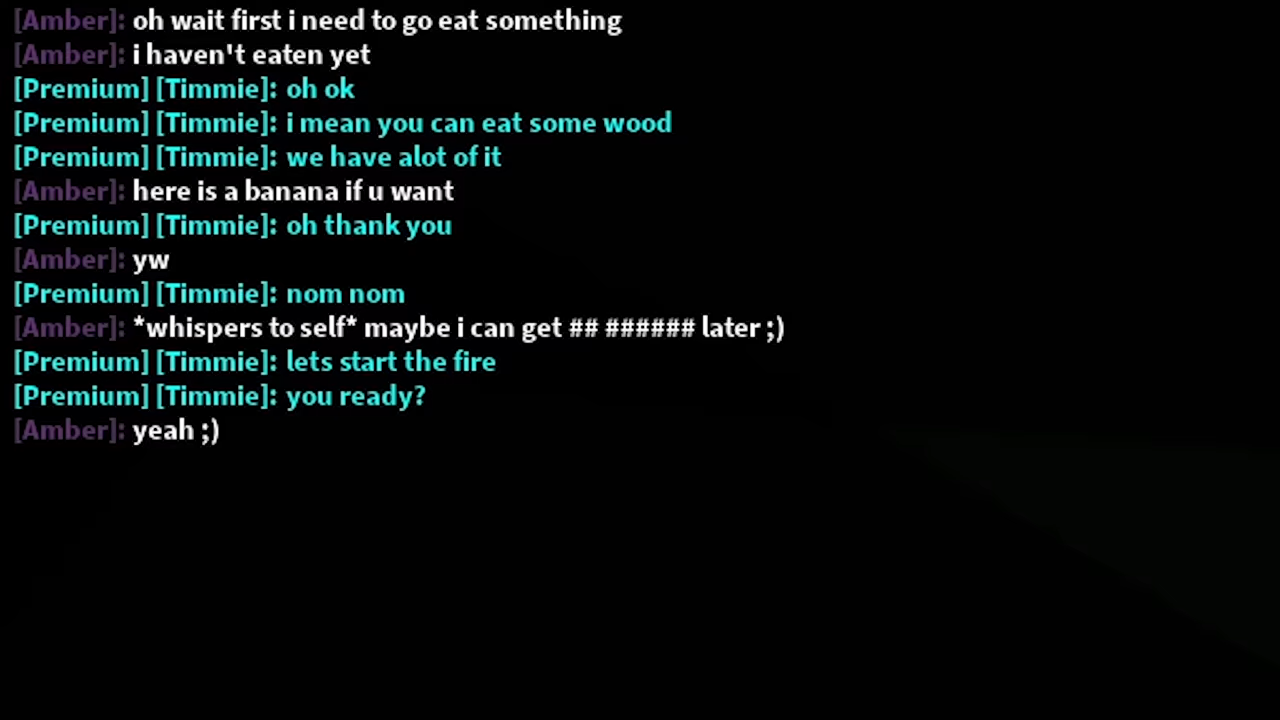 [Amber]: oh wait first i need to go eat something
[Amber]: i haven't eaten yet
[Premium] [Timmie]: oh ok
[Premium] [Timmie]: i mean you can eat some wood
[Premium] [Timmie]: we have alot of it
[Amber]: here is a banana if u want
[Premium] [Timmie]: oh thank you
[Amber]: yw
[Premium] [Timmie]: nom nom
[Amber]: *whispers to self* maybe i can get ## ###### later ;)
[Premium] [Timmie]: lets start the fire
[Premium] [Timmie]: you ready?
[Amber]: yeah ;)